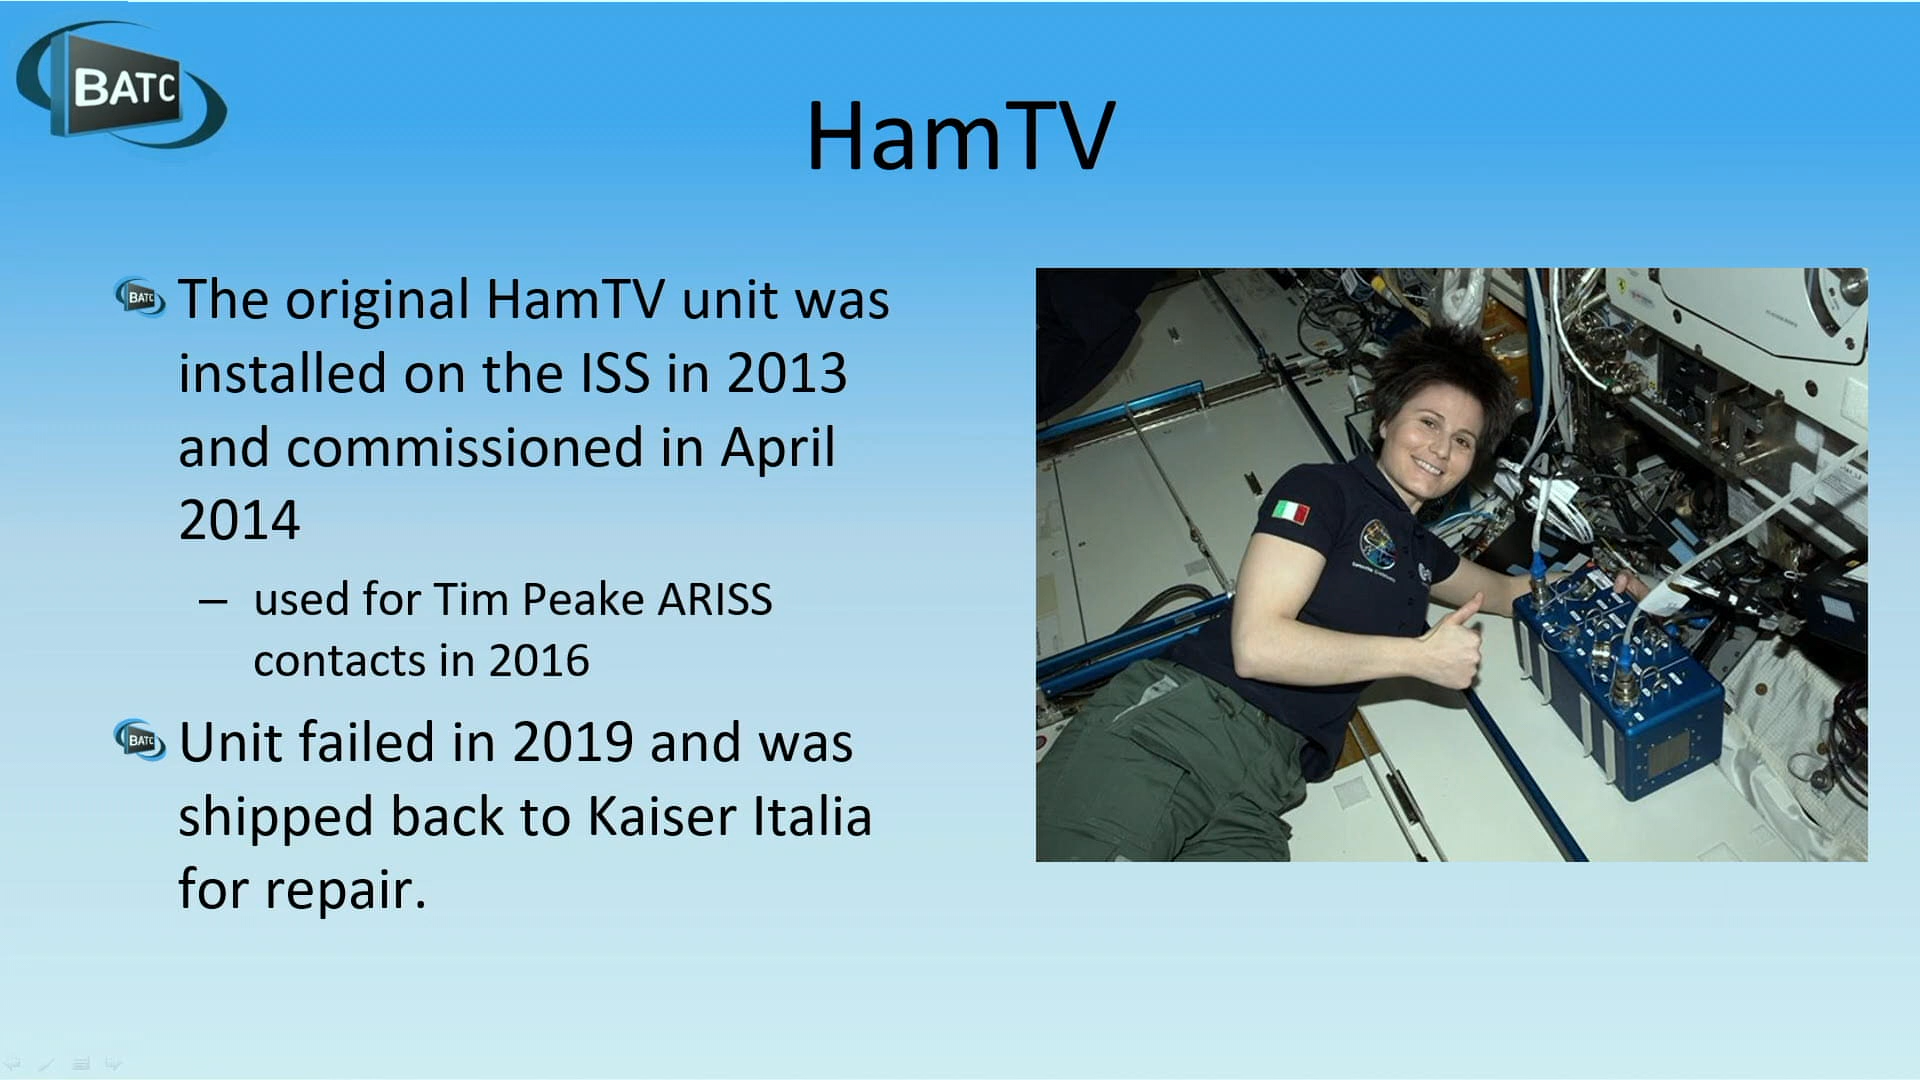 BATC
HamTV
BATC The original HamTV unit was
installed on the ISS in 2013
and commissioned in April
2014
– used for Tim Peake ARISS
contacts in 2016
BATC Unit failed in 2019 and was
shipped back to Kaiser Italia
for repair.